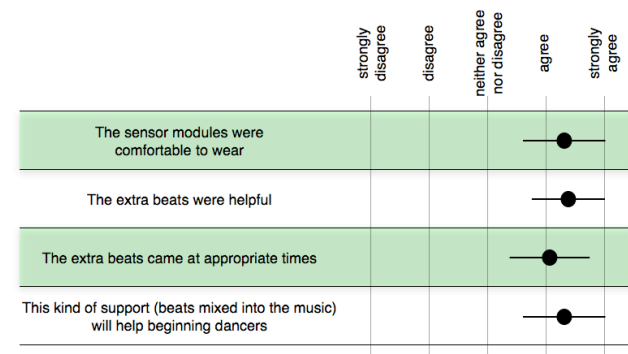 strongly
disagree
disagree
neither agree
nor disagree
agree
strongly
agree
The sensor modules were
comfortable to wear
The extra beats were helpful
The extra beats came at appropriate times
This kind of support (beats mixed into the music)
will help beginning dancers